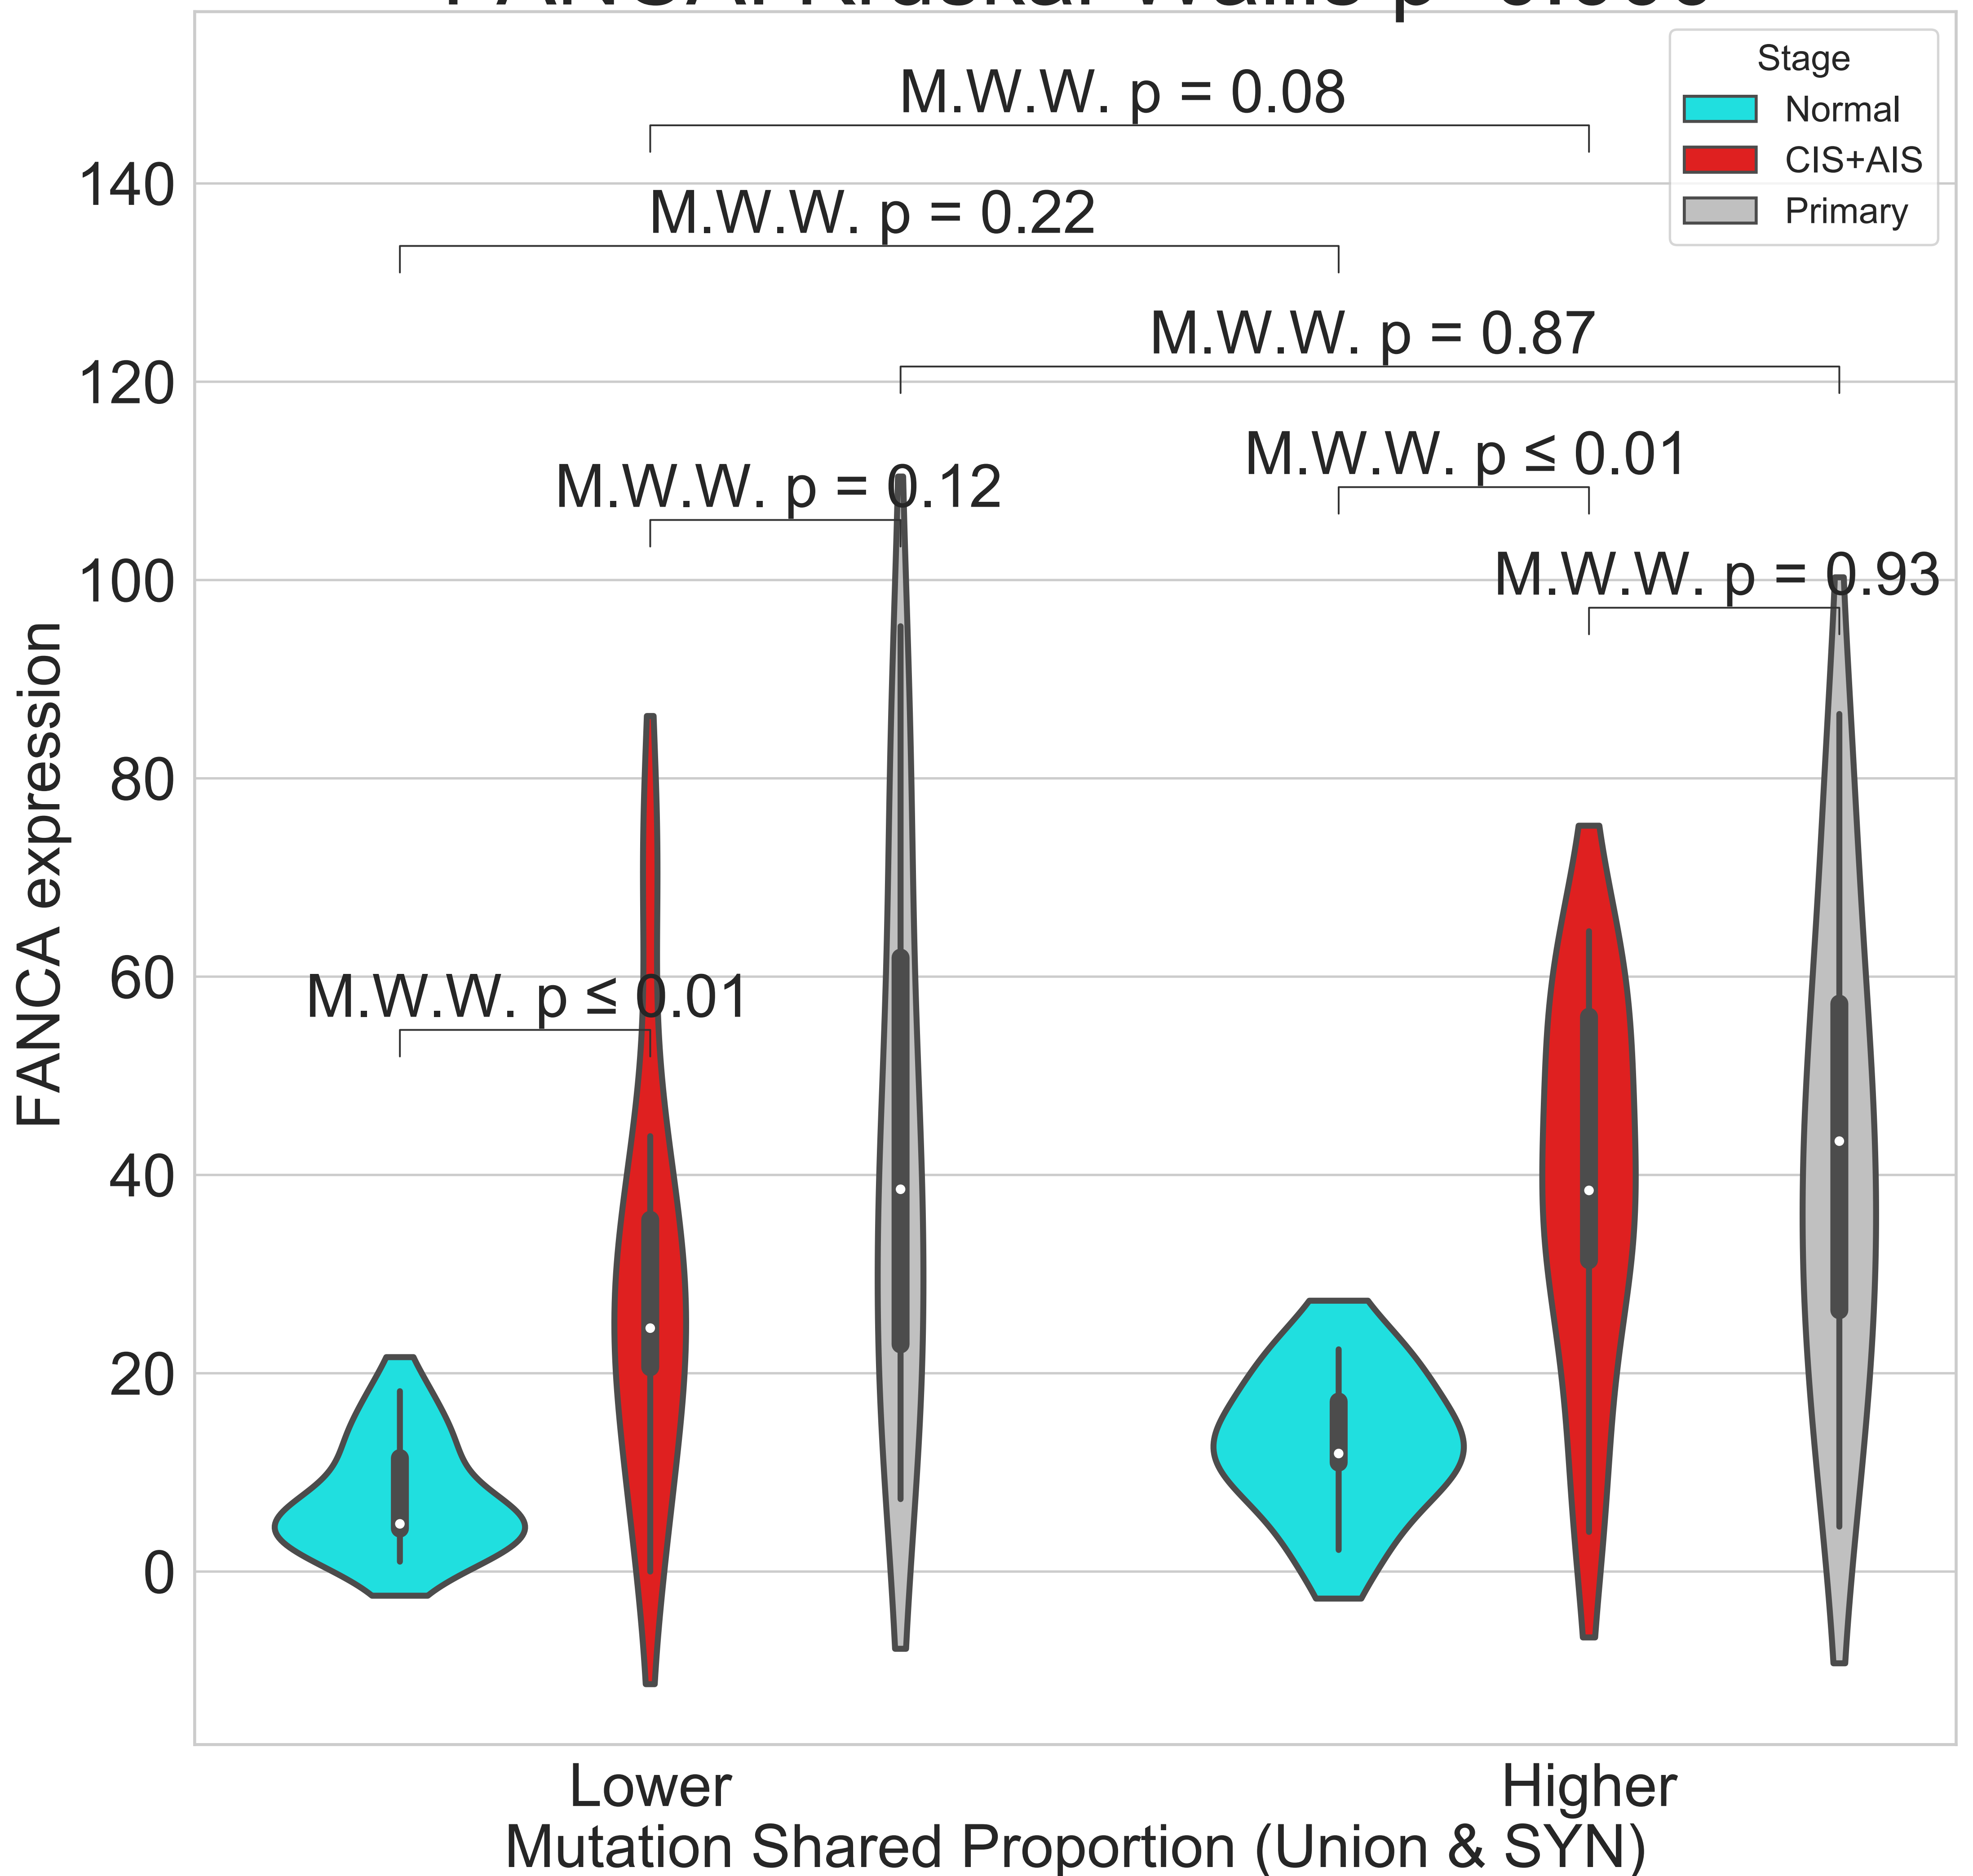 M.W.W. p = 0.08
Stage
Normal
CIS+AIS
Primary
M.W.W. p = 0.22
M.W.W. p = 0.87
M.W.W. p ≤ 0.01
M.W.W. p = 0.12
M.W.W. p = 0.93
M.W.W. p ≤ 0.01
140
120
100
80
60
40
20
0
FANCA expression
Lower
Higher
Mutation Shared Proportion (Union & SYN)